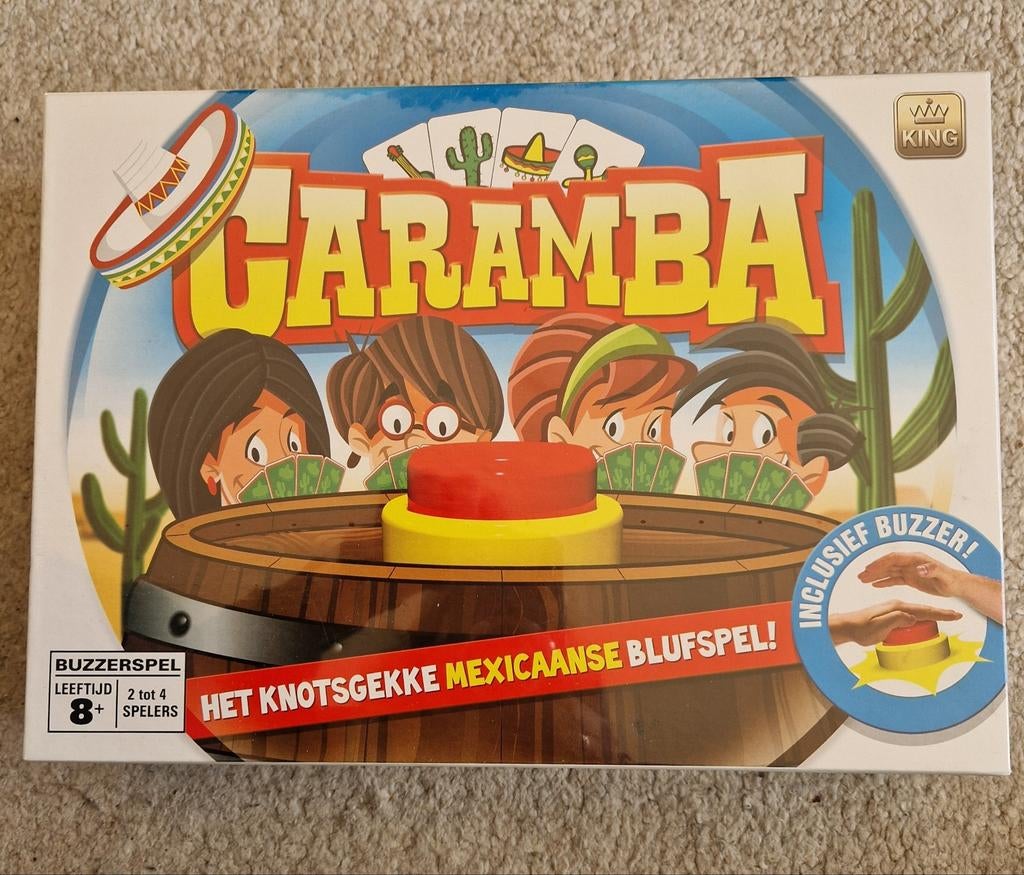 KING
CARAMBA
INCLUSIEF BUZZER!
HET KNOTSGEKKE MEXICAANSE BLUFSPEL!
BUZZERSPEL
LEEFTIJD
8+
2 tot 4
SPELERS